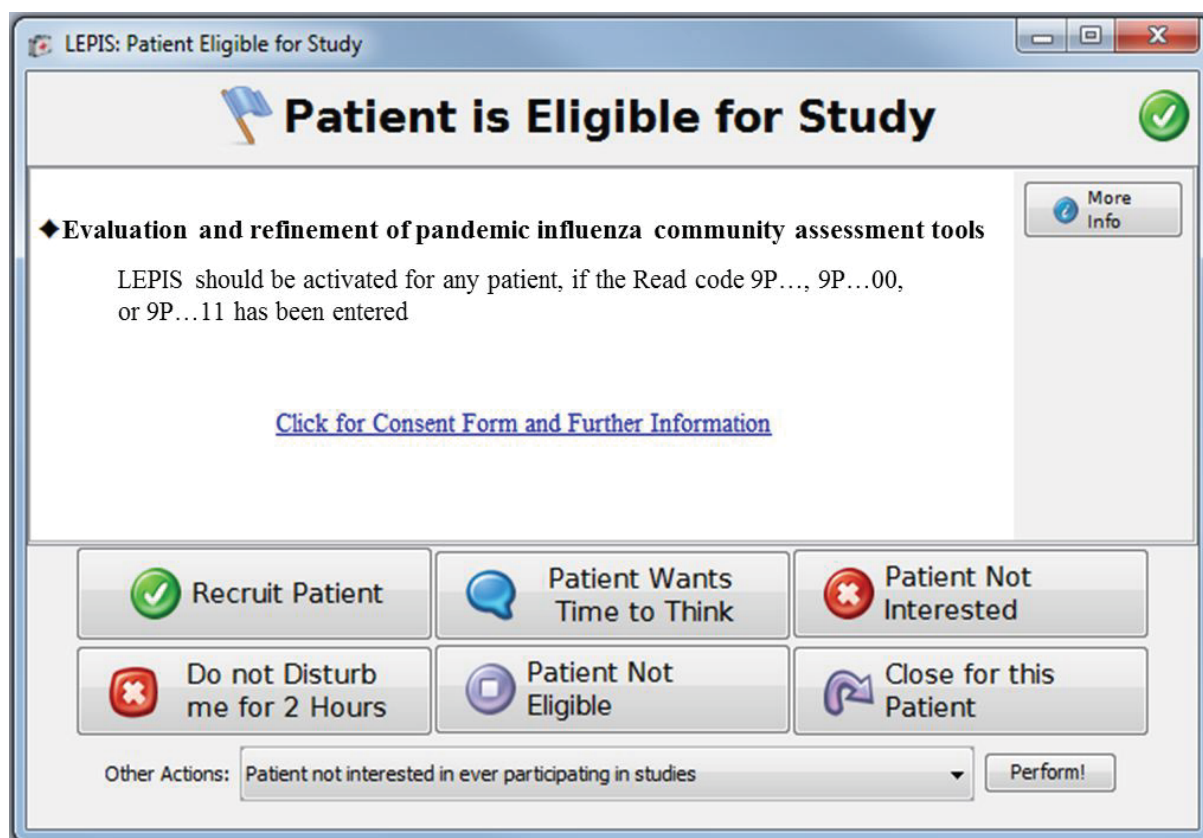 LEPIS: Patient Eligible for Study
Patient is Eligible for Study
More
Info
◆Evaluation and refinement of pandemic influenza community assessment tools
LEPIS should be activated for any patient, if the Read code 9P…, 9P…00,
or 9P…11 has been entered
Click for Consent Form and Further Information
Recruit Patient
Patient Wants
Time to Think
Patient Not
Interested
Do not Disturb
me for 2 Hours
Patient Not
Eligible
Close for this
Patient
Other Actions: Patient not interested in ever participating in studies Perform!